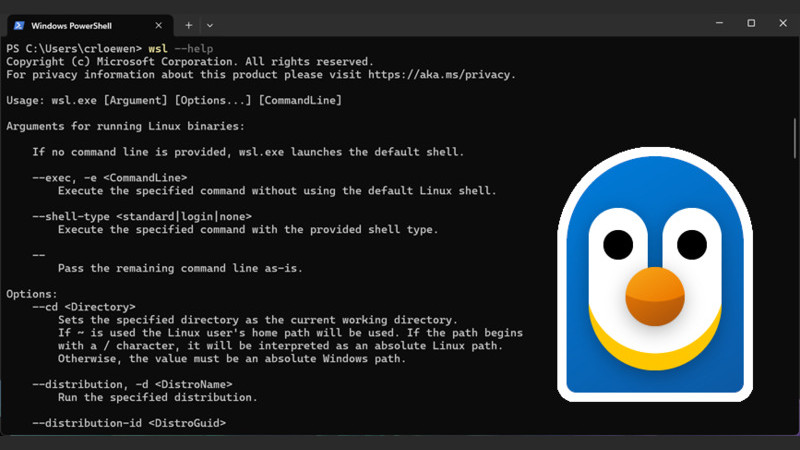 Windows PowerShell
PS C:\Users\crloewen> wsl --help
Copyright (c) Microsoft Corporation. All rights reserved.
For privacy information about this product please visit https://aka.ms/privacy.
Usage: wsl.exe [Argument] [Options...] [CommandLine]
Arguments for running Linux binaries:
If no command line is provided, wsl.exe launches the default shell.
--exec, -e <CommandLine>
Execute the specified command without using the default Linux shell.
--shell-type <standard|login|none>
Execute the specified command with the provided shell type.
--
Pass the remaining command line as-is.
Options:
--cd <Directory>
Sets the specified directory as the current working directory.
If ~ is used the Linux user's home path will be used. If the path begins
with a / character, it will be interpreted as an absolute Linux path.
Otherwise, the value must be an absolute Windows path.
--distribution, -d <DistroName>
Run the specified distribution.
--distribution-id <DistroGuid>